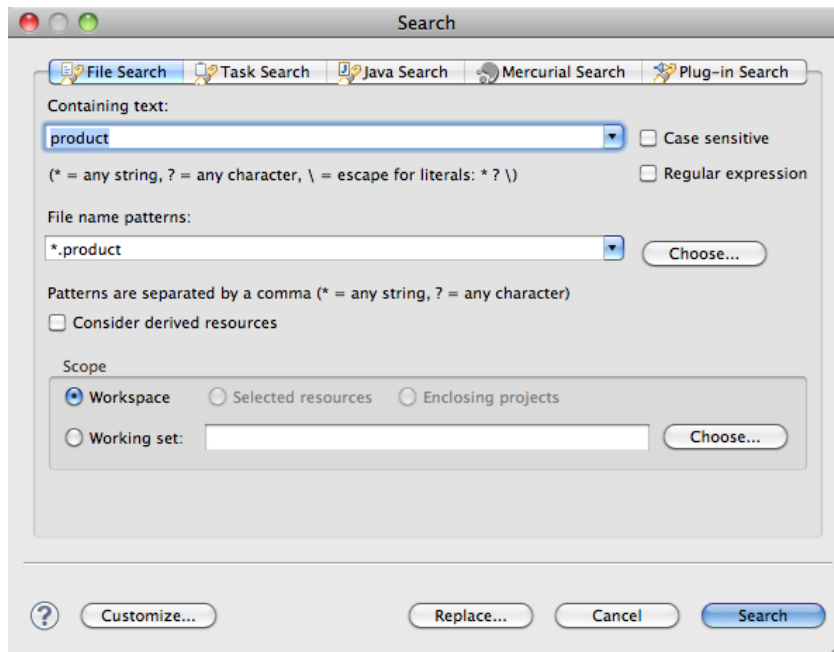 Search
File Search Task Search Java Search Mercurial Search Plug-in Search
Containing text:
product
Case sensitive
(* = any string, ? = any character, \ = escape for literals: * ? \)
Regular expression
File name patterns:
*.product
Choose...
Patterns are separated by a comma (* = any string, ? = any character)
Consider derived resources
Scope
Workspace Selected resources Enclosing projects
Working set: Choose...
? Customize... Replace... Cancel Search